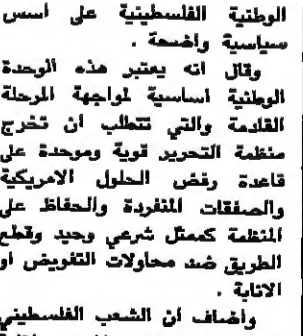 الوطنية الفلسطينية على اسس
سياسية واضحة .
وقال انه يعتبر هذه الوحدة
الوطنية اساسية لمواجهة المرحلة
القادمة والتي تتطلب ان تخرج
منظمة التحرير قوية وموحدة على
قاعدة رفض الحلول الامريكية
والصفقات المنفردة والحفاظ على
المنظمة كممثل شرعي وحيد وقطع
الطريق ضد محاولات التفويض او
الانابة .
واضاف ان الشعب الفلسطيني